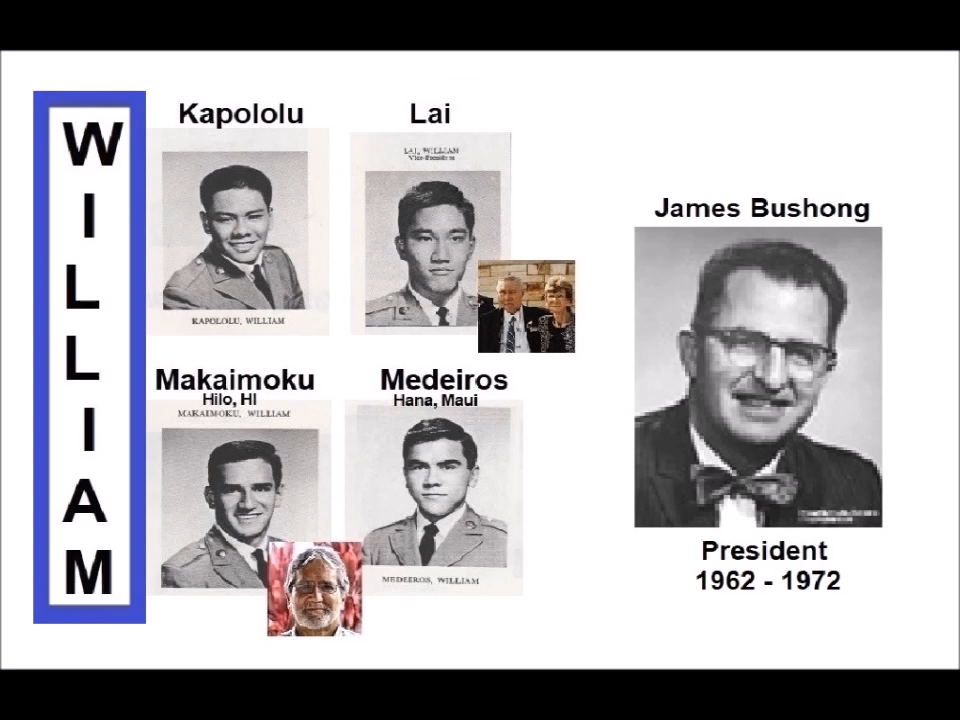 WILLIAM
Kapololu
KAPOLOLU, WILLIAM
Lai
LAI, WILLIAM
Vice-President
Makaimoku
Hilo, HI
MAKAIMOKU, WILLIAM
Medeiros
Hana, Maui
MEDEIROS, WILLIAM
James Bushong
President
1962 - 1972